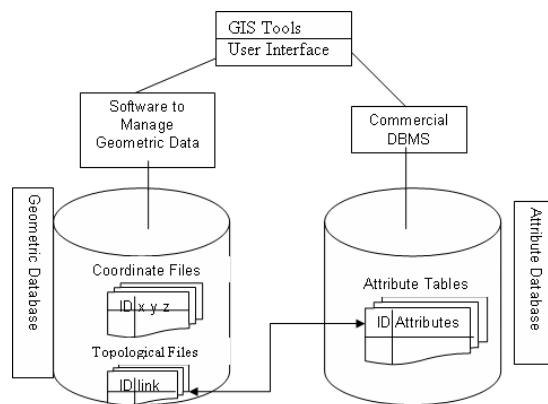 GIS Tools
User Interface
Software to
Manage
Geometric Data
Commercial
DBMS
Geometric Database
Coordinate Files
ID x y z
Topological Files
ID link
Attribute Tables
ID Attributes
Attribute Database